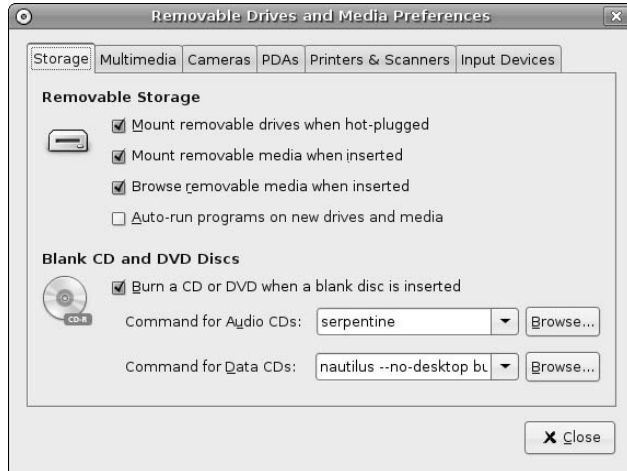 Removable Drives and Media Preferences
Storage Multimedia Cameras PDAs Printers & Scanners Input Devices
Removable Storage
Mount removable drives when hot-plugged
Mount removable media when inserted
Browse removable media when inserted
Auto-run programs on new drives and media
Blank CD and DVD Discs
Burn a CD or DVD when a blank disc is inserted
CD-R
Command for Audio CDs: serpentine Browse...
Command for Data CDs: nautilus --no-desktop bu Browse...
Close